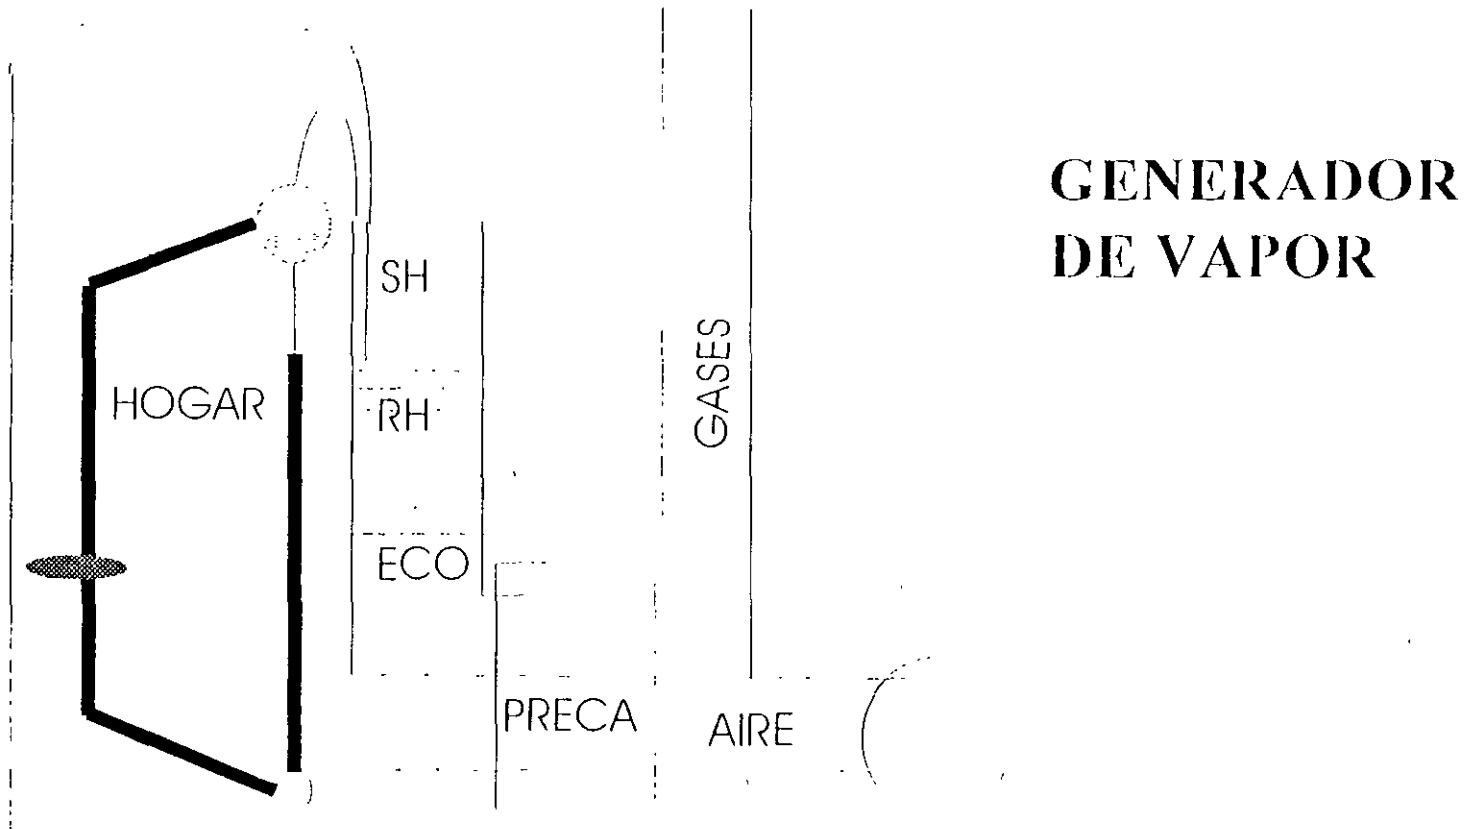 GENERADOR
DE VAPOR
SH
HOGAR
RH
GASES
ECO
PRECA
AIRE